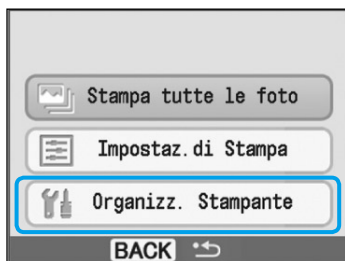 Stampa tutte le foto
Impostaz.di Stampa
Organizz. Stampante
BACK